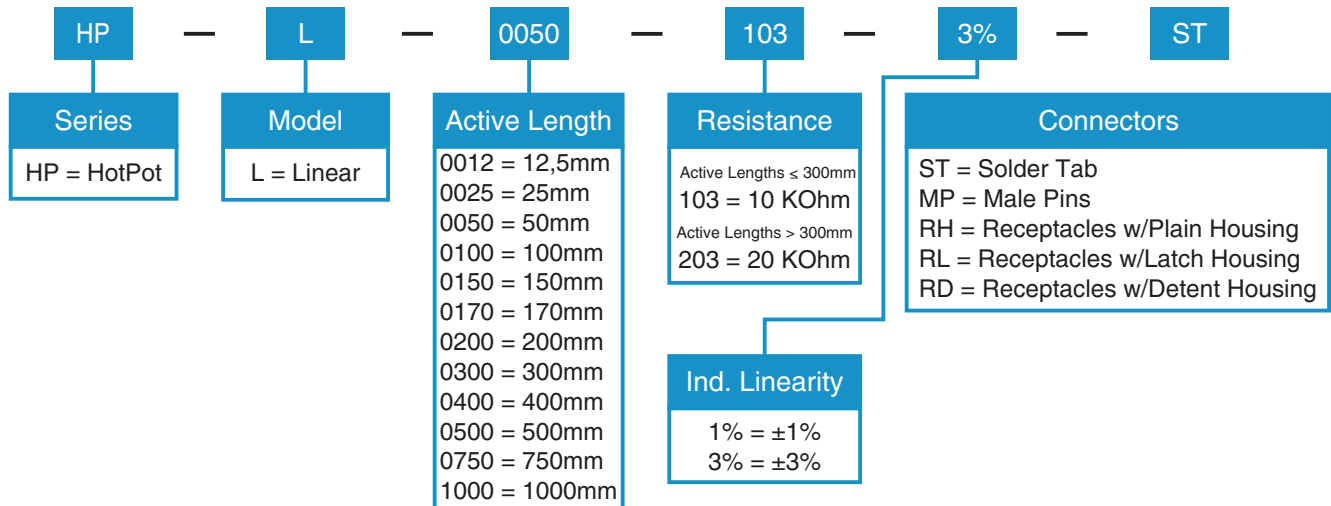 HP — L — 0050 — 103 — 3% — ST
Series
HP = HotPot
Model
L = Linear
Active Length
0012 = 12,5mm
0025 = 25mm
0050 = 50mm
0100 = 100mm
0150 = 150mm
0170 = 170mm
0200 = 200mm
0300 = 300mm
0400 = 400mm
0500 = 500mm
0750 = 750mm
1000 = 1000mm
Resistance
Active Lengths ≤ 300mm
103 = 10 KOhm
Active Lengths > 300mm
203 = 20 KOhm
Ind. Linearity
1% = ±1%
3% = ±3%
Connectors
ST = Solder Tab
MP = Male Pins
RH = Receptacles w/Plain Housing
RL = Receptacles w/Latch Housing
RD = Receptacles w/Detent Housing